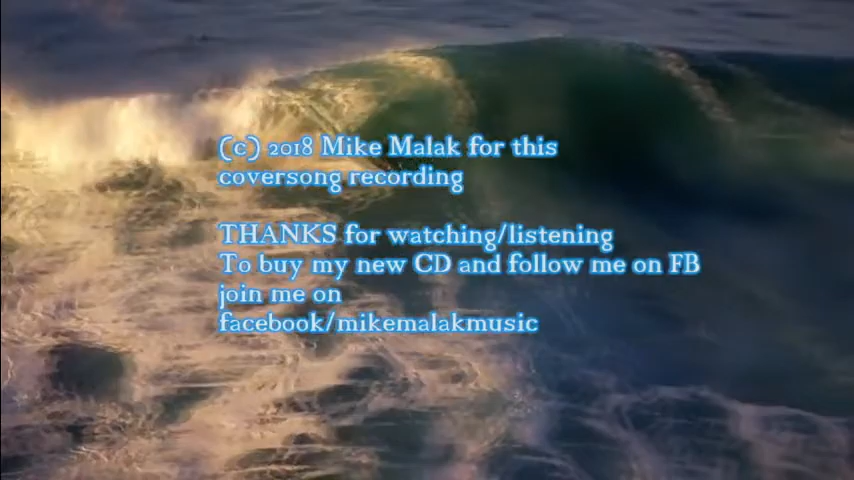 (c) 2018 Mike Malak for this
coversong recording
THANKS for watching/listening
To buy my new CD and follow me on FB
join me on
facebook/mikemalakmusic